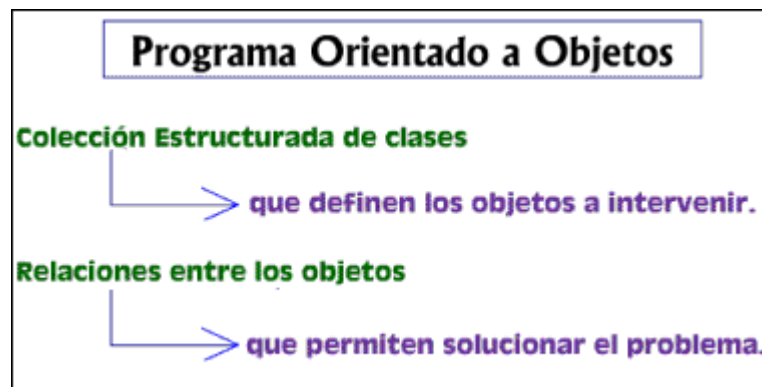 Programa Orientado a Objetos
Colección Estructurada de clases
que definen los objetos a intervenir.
Relaciones entre los objetos
que permiten solucionar el problema.